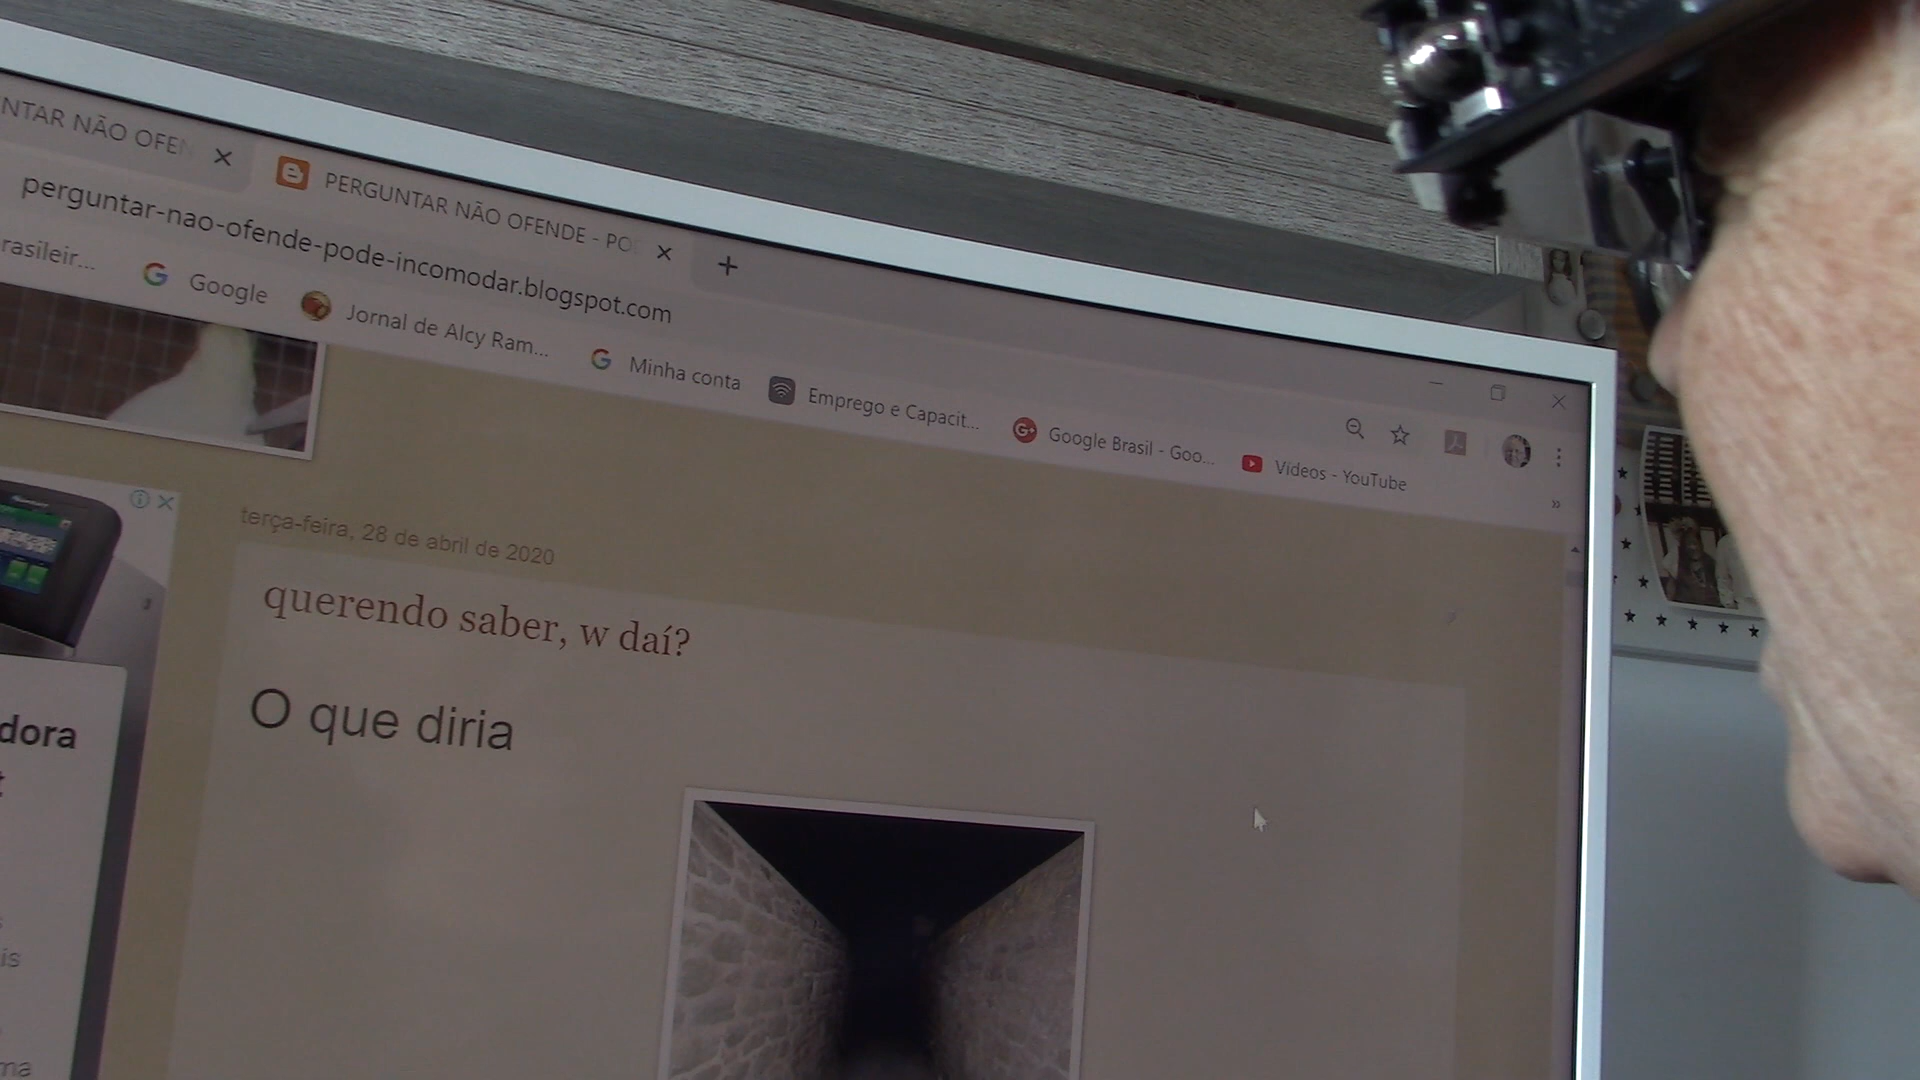 NTAR NÃO OFEN
PERGUNTAR NÃO OFENDE - PO
perguntar-nao-ofende-pode-incomodar.blogspot.com
rasileir...
Google
Jornal de Alcy Ram...
Minha conta
Emprego e Capacit...
Google Brasil - Goo...
Vídeos - YouTube
terça-feira, 28 de abril de 2020
querendo saber, w daí?
O que diria
dora
is
ma